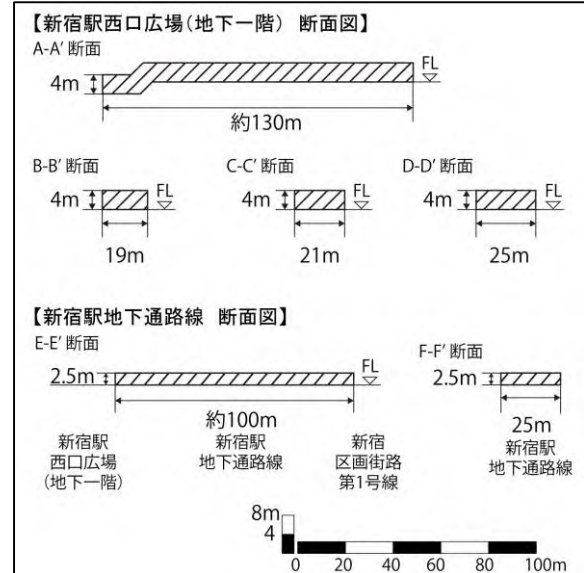 【新宿駅西口広場(地下一階) 断面図】
A-A' 断面
FL
4m
約130m
B-B' 断面
C-C' 断面
D-D' 断面
4m
FL
4m
FL
4m
FL
19m
21m
25m
【新宿駅地下通路線 断面図】
E-E' 断面
F-F' 断面
2.5m
FL
2.5m
約100m
25m
新宿駅
西口広場
(地下一階)
新宿駅
地下通路線
新宿
区画街路
第1号線
新宿駅
地下通路線
8m
4
0 20 40 60 80 100m